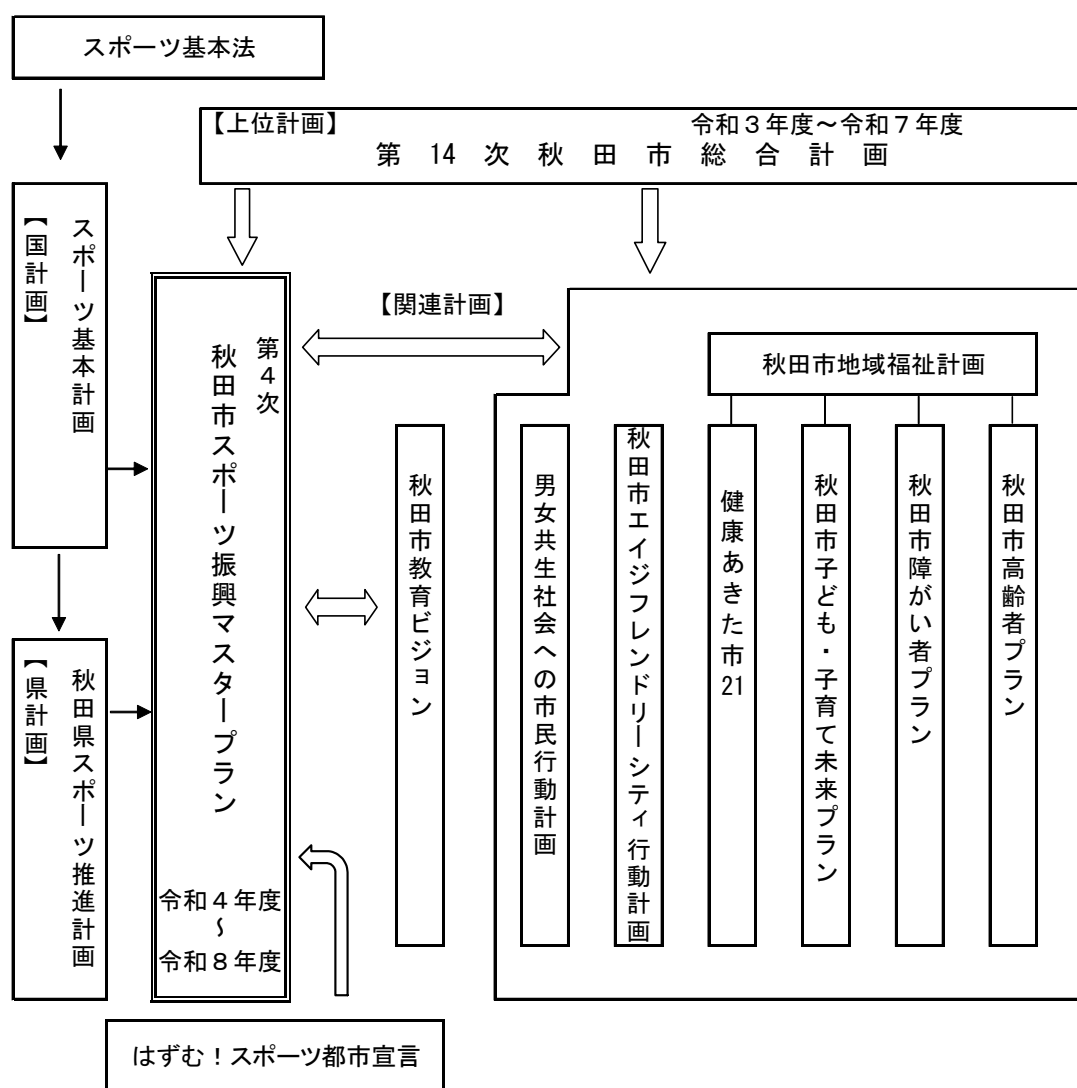 スポーツ基本法
【上位計画】 令和３年度～令和７年度
第 14 次 秋 田 市 総 合 計 画
【国計画】
スポーツ基本計画
【県計画】
秋田県スポーツ推進計画
第４次
秋田市スポーツ振興マスタープラン
令和４年度
～
令和８年度
【関連計画】
秋田市教育ビジョン
男女共生社会への市民行動計画
秋田市エイジフレンドリーシティ行動計画
秋田市地域福祉計画
健康あきた市21
秋田市子ども・子育て未来プラン
秋田市障がい者プラン
秋田市高齢者プラン
はずむ！スポーツ都市宣言